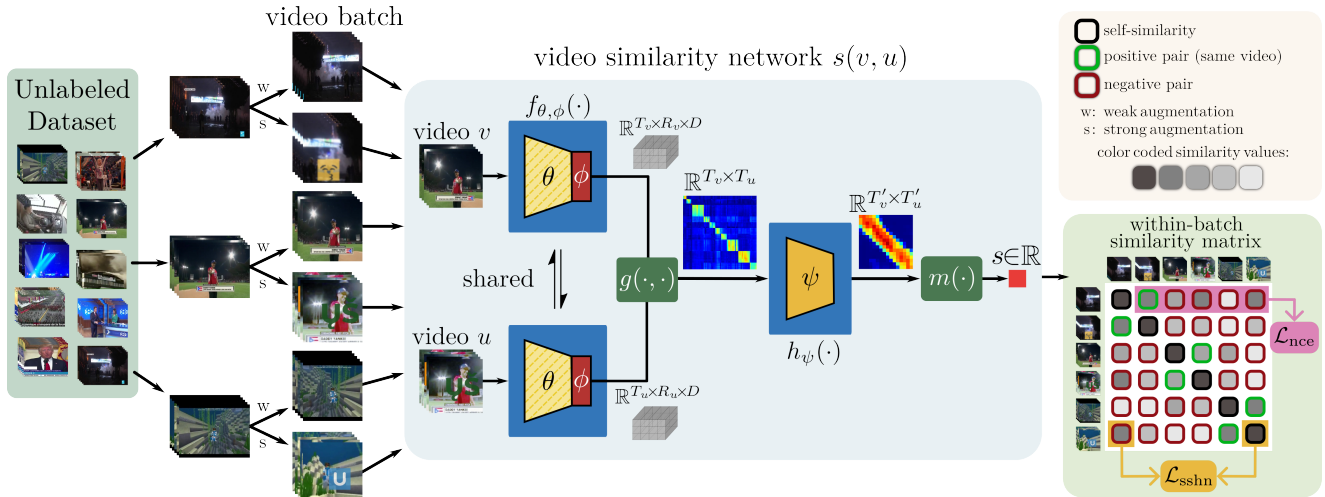 video batch
Unlabeled
Dataset
w
s
w
s
w
s
video similarity network s(v, u)
f_{θ,φ}(·)
video v
θ
φ
ℝ^{T_v×R_v×D}
shared
video u
θ
φ
ℝ^{T_u×R_u×D}
g(·, ·)
ℝ^{T_v×T_u}
ψ
h_ψ(·)
ℝ^{T'_v×T'_u}
m(·)
s∈ℝ
self-similarity
positive pair (same video)
negative pair
w: weak augmentation
s: strong augmentation
color coded similarity values:
within-batch
similarity matrix
ℒ_nce
ℒ_sshn
U
U